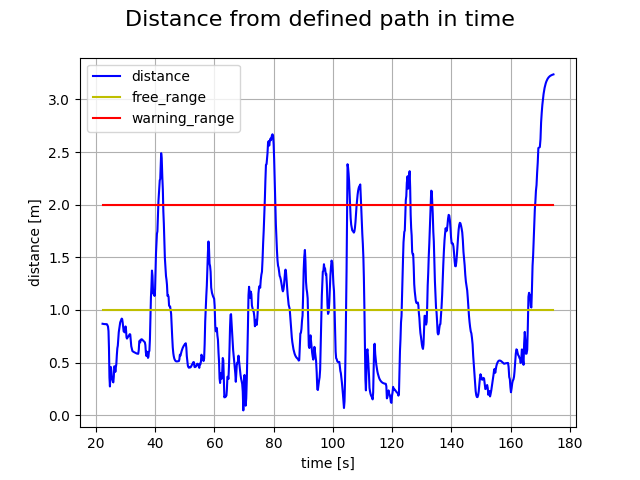 Distance from defined path in time
distance
free_range
warning_range
distance [m]
3.0
2.5
2.0
1.5
1.0
0.5
0.0
20 40 60 80 100 120 140 160 180
time [s]